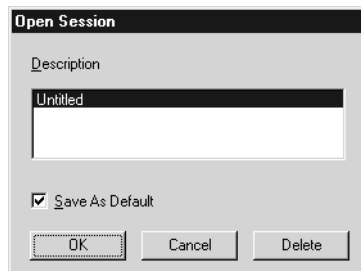 Open Session
Description
Untitled
Save As Default
OK Cancel Delete